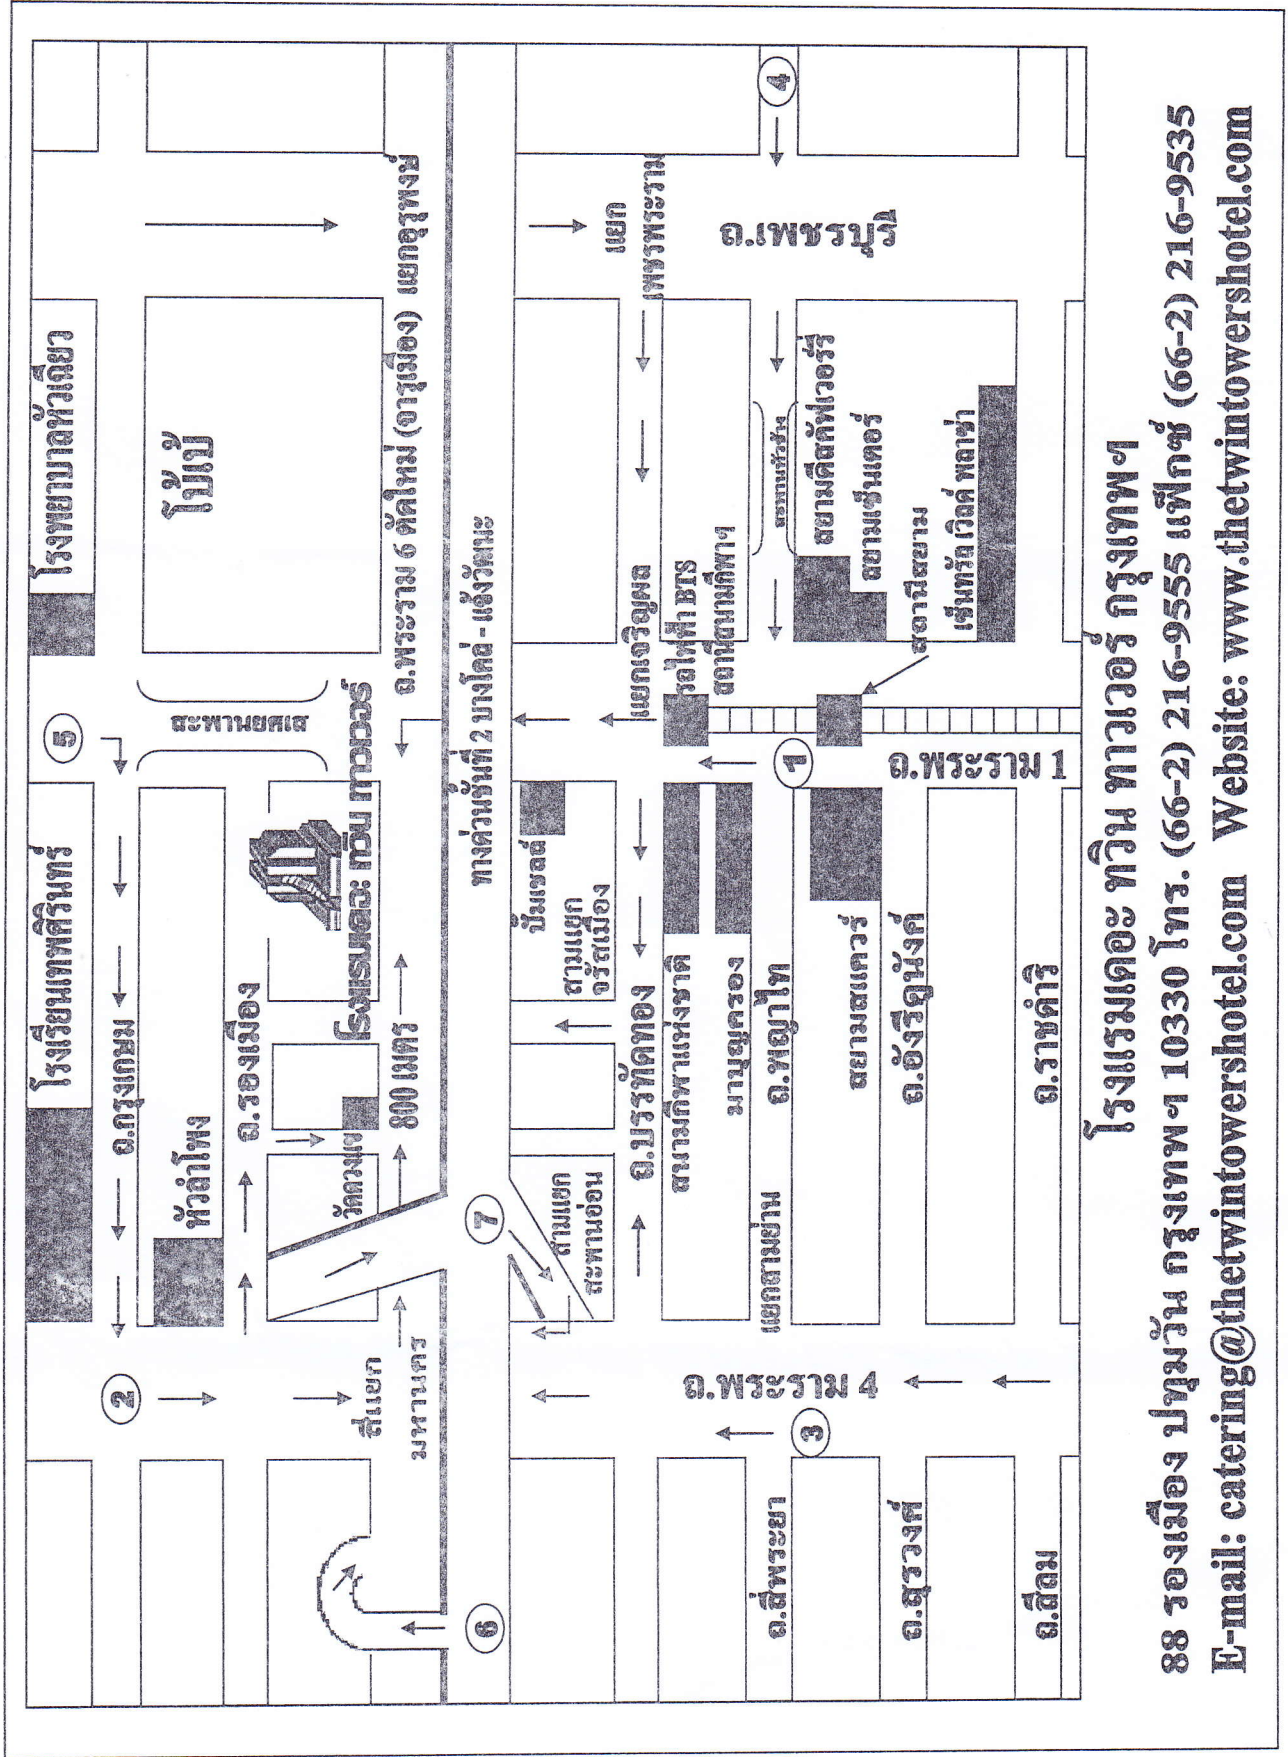 โรงเรียนเทพศิรินทร์
โรงพยาบาลหัวเฉียว
5
2
ถ.กรุงเกษม
หัวลำโพง
สะพานยศเส
โบ๊เบ๊
ถ.รองเมือง
วัดดวงแข
โรงแรมเดอะ ทวิน ทาวเวอร์
สี่แยก
มหานคร
800 เมตร
ถ.พระราม 6 ตัดใหม่ (จารุเมือง)
แยกอุรุพงษ์
6
7
ทางด่วนขั้นที่ 2 บางโคล่ - แจ้งวัฒนะ
ปั๊มเชลล์
สามแยก
สะพานอ่อน
สามแยก
จรัสเมือง
แยก
เพชรพระราม
ถ.บรรทัดทอง
แยกเจริญผล
สนามกีฬาแห่งชาติ
รถไฟฟ้า BTS
สถานีสนามกีฬาฯ
มาบุญครอง
ถ.พระราม 4
ถ.เพชรบุรี
3
1
4
ถ.สี่พระยา
แยกสามย่าน
ถ.พญาไท
สะพานหัวช้าง
สยามดิสคัฟเวอร์รี่
สยามสแควร์
สยามเซ็นเตอร์
ถ.สุรวงศ์
ถ.อังรีดูนังต์
ถ.พระราม 1
สถานีสยาม
เซ็นทรัล เวิลด์ พลาซ่า
ถ.สีลม
ถ.ราชดำริ
โรงแรมเดอะ ทวิน ทาวเวอร์ กรุงเทพฯ
88 รองเมือง ปทุมวัน กรุงเทพฯ 10330 โทร. (66-2) 216-9555 แฟ็กซ์ (66-2) 216-9535
E-mail: catering@thetwintowershotel.com Website: www.thetwintowershotel.com